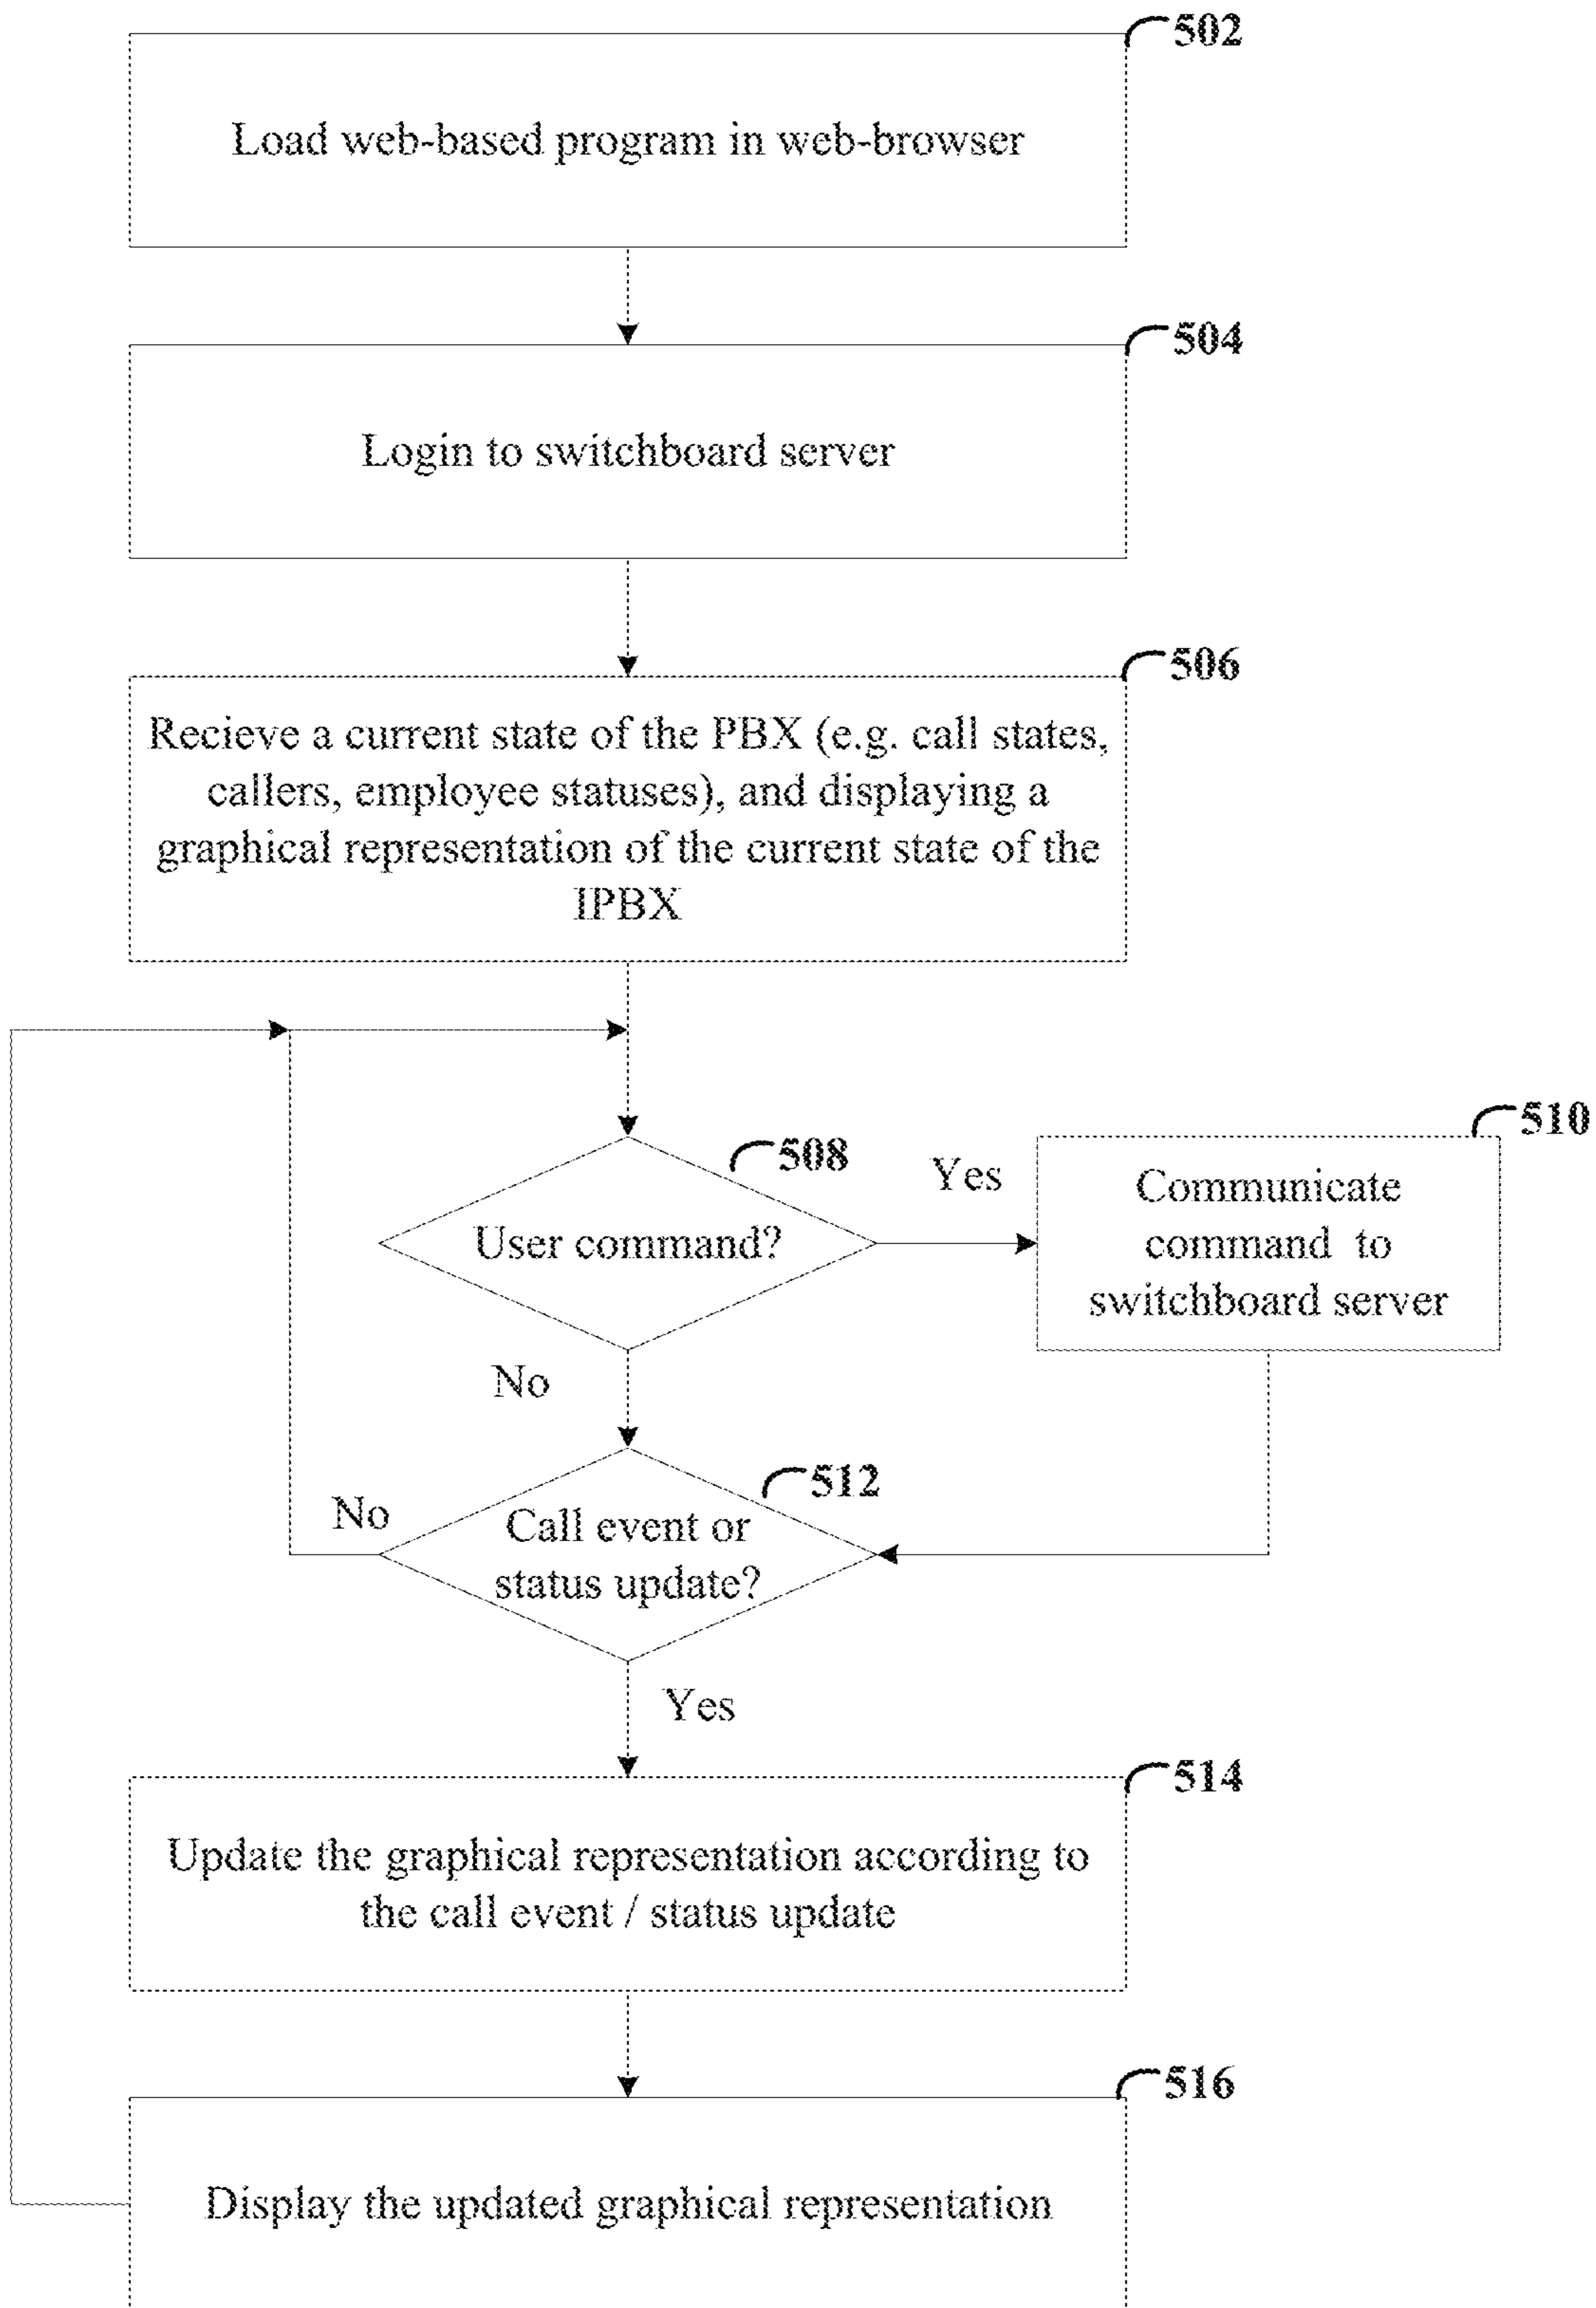 502
Load web-based program in web-browser
504
Login to switchboard server
506
Recieve a current state of the PBX (e.g. call states,
callers, employee statuses), and displaying a
graphical representation of the current state of the
IPBX
508
User command?
Yes
510
Communicate
command to
switchboard server
No
512
Call event or
status update?
No
Yes
514
Update the graphical representation according to
the call event / status update
516
Display the updated graphical representation